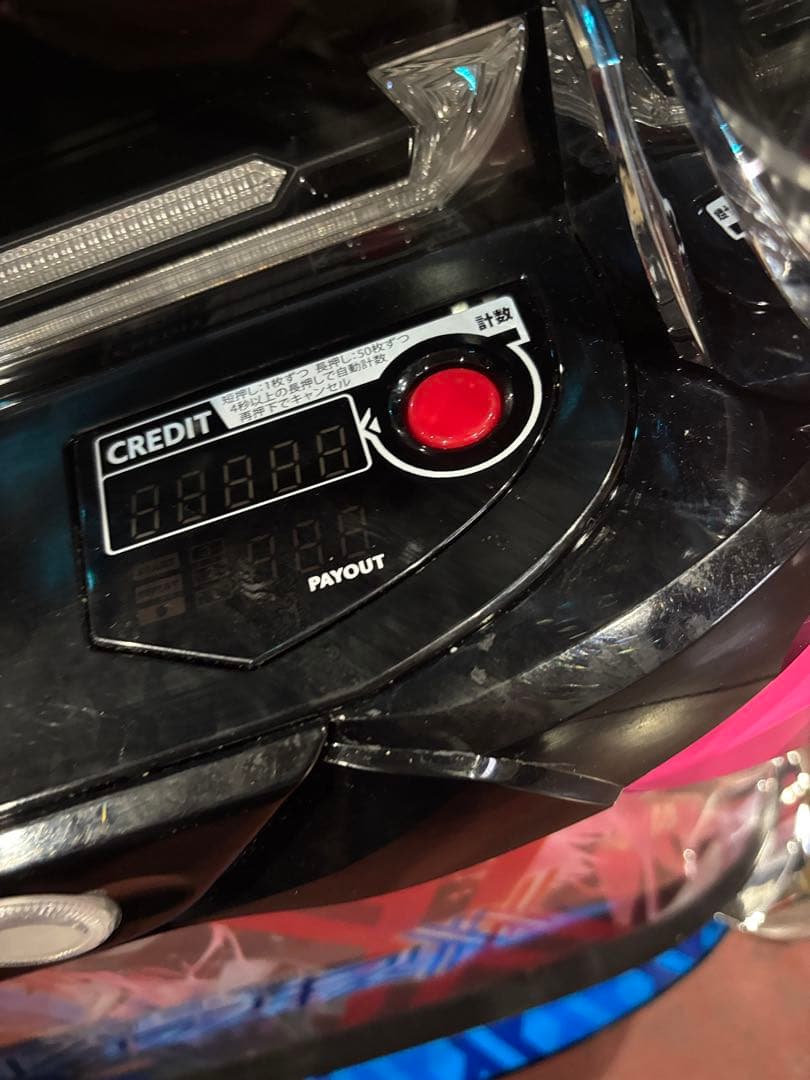 計数
短押し:1枚ずつ 長押し:50枚ずつ
4秒以上の長押しで自動計数
再押下でキャンセル
CREDIT
PAYOUT